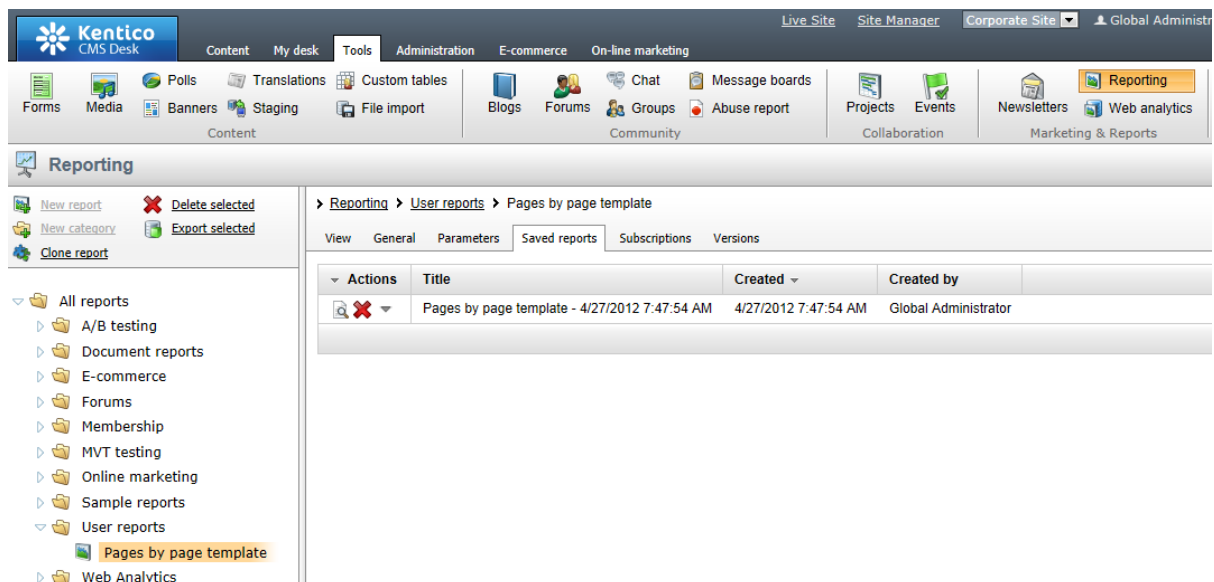 Live Site Site Manager Corporate Site Global Administr
Kentico
CMS Desk
Content My desk Tools Administration E-commerce On-line marketing
Forms Media Polls Translations Custom tables
Banners Staging File import
Content
Blogs Forums Chat Message boards
Groups Abuse report
Community
Projects Events
Collaboration
Newsletters Reporting
Web analytics
Marketing & Reports
Reporting
New report Delete selected
New category Export selected
Clone report
All reports
A/B testing
Document reports
E-commerce
Forums
Membership
MVT testing
Online marketing
Sample reports
User reports
Pages by page template
Web Analytics
Reporting User reports Pages by page template
View General Parameters Saved reports Subscriptions Versions
Actions Title Created Created by
Pages by page template - 4/27/2012 7:47:54 AM 4/27/2012 7:47:54 AM Global Administrator